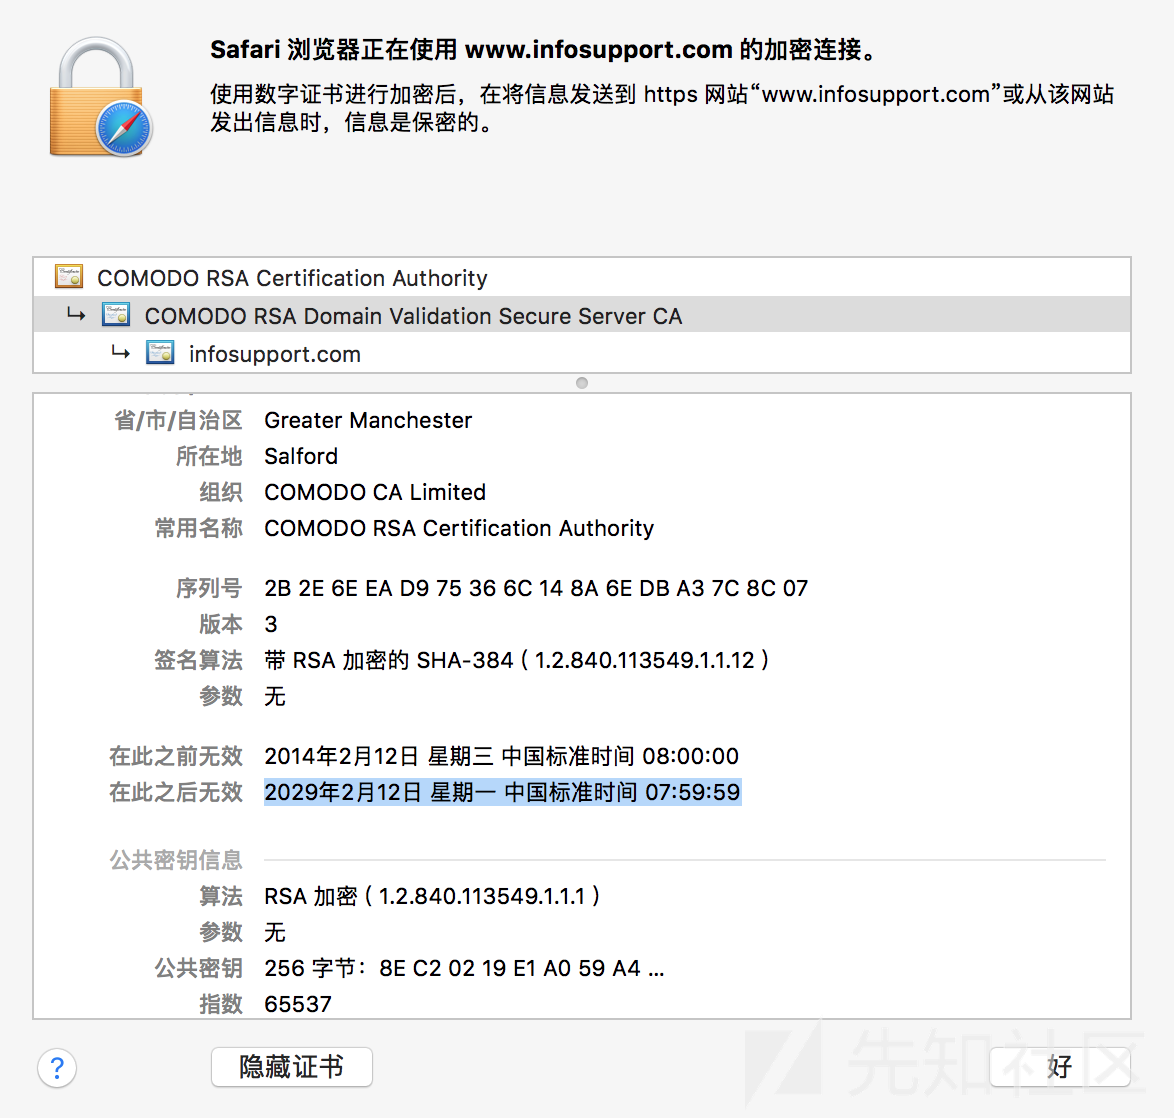 Safari 浏览器正在使用 www.infosupport.com 的加密连接。
使用数字证书进行加密后，在将信息发送到 https 网站“www.infosupport.com”或从该网站
发出信息时，信息是保密的。
COMODO RSA Certification Authority
↳ COMODO RSA Domain Validation Secure Server CA
↳ infosupport.com
省/市/自治区 Greater Manchester
所在地 Salford
组织 COMODO CA Limited
常用名称 COMODO RSA Certification Authority
序列号 2B 2E 6E EA D9 75 36 6C 14 8A 6E DB A3 7C 8C 07
版本 3
签名算法 带 RSA 加密的 SHA-384 ( 1.2.840.113549.1.1.12 )
参数 无
在此之前无效 2014年2月12日 星期三 中国标准时间 08:00:00
在此之后无效 2029年2月12日 星期一 中国标准时间 07:59:59
公共密钥信息
算法 RSA 加密 ( 1.2.840.113549.1.1.1 )
参数 无
公共密钥 256 字节： 8E C2 02 19 E1 A0 59 A4 ...
指数 65537
? 隐藏证书 好
先知社区